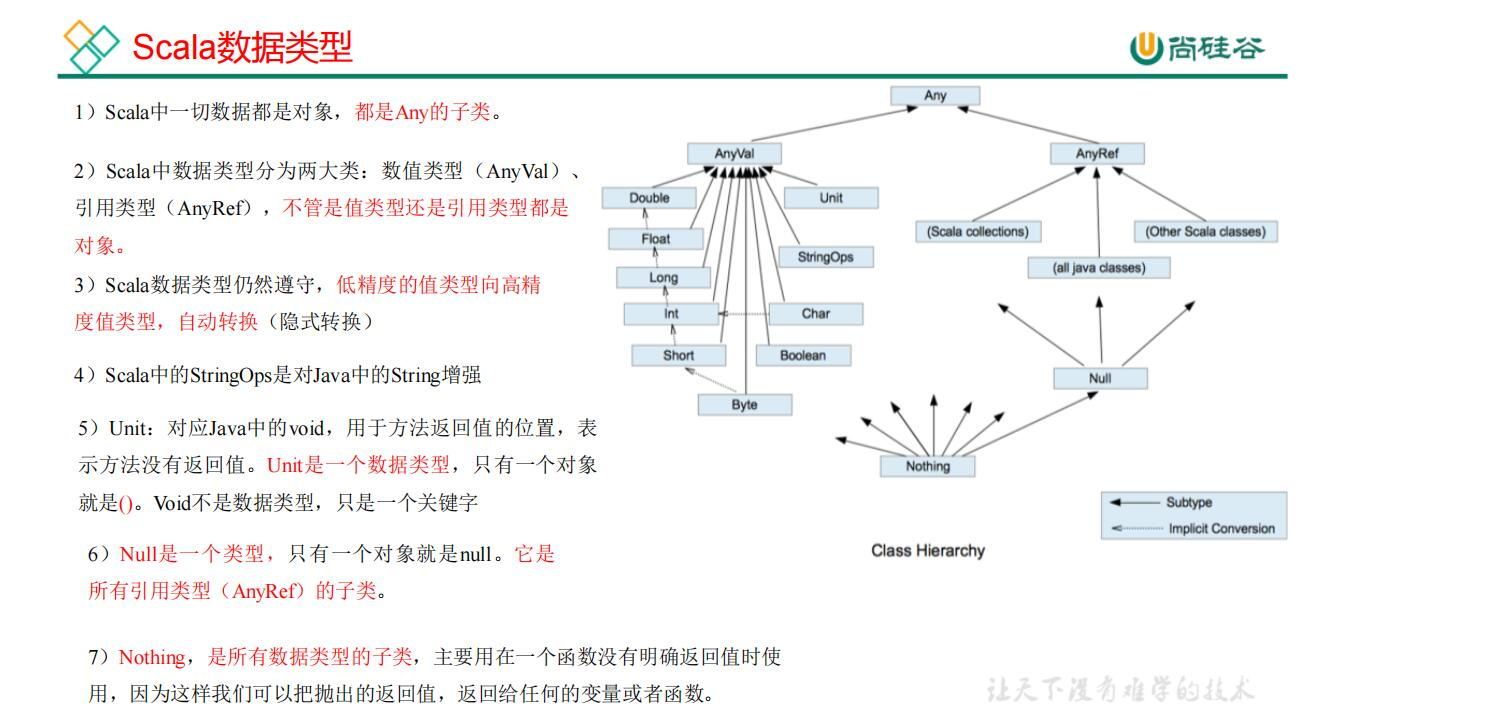 Scala数据类型
尚硅谷
1）Scala中一切数据都是对象，都是Any的子类。
2）Scala中数据类型分为两大类：数值类型（AnyVal）、
引用类型（AnyRef），不管是值类型还是引用类型都是
对象。
3）Scala数据类型仍然遵守，低精度的值类型向高精
度值类型，自动转换（隐式转换）
4）Scala中的StringOps是对Java中的String增强
5）Unit：对应Java中的void，用于方法返回值的位置，表
示方法没有返回值。Unit是一个数据类型，只有一个对象
就是()。Void不是数据类型，只是一个关键字
6）Null是一个类型，只有一个对象就是null。它是
所有引用类型（AnyRef）的子类。
7）Nothing，是所有数据类型的子类，主要用在一个函数没有明确返回值时使
用，因为这样我们可以把抛出的返回值，返回给任何的变量或者函数。
Any
AnyVal
AnyRef
Double
Unit
Float
(Scala collections)
(Other Scala classes)
StringOps
Long
(all java classes)
Int
Char
Short
Boolean
Null
Byte
Nothing
Subtype
Implicit Conversion
Class Hierarchy
让天下没有难学的技术